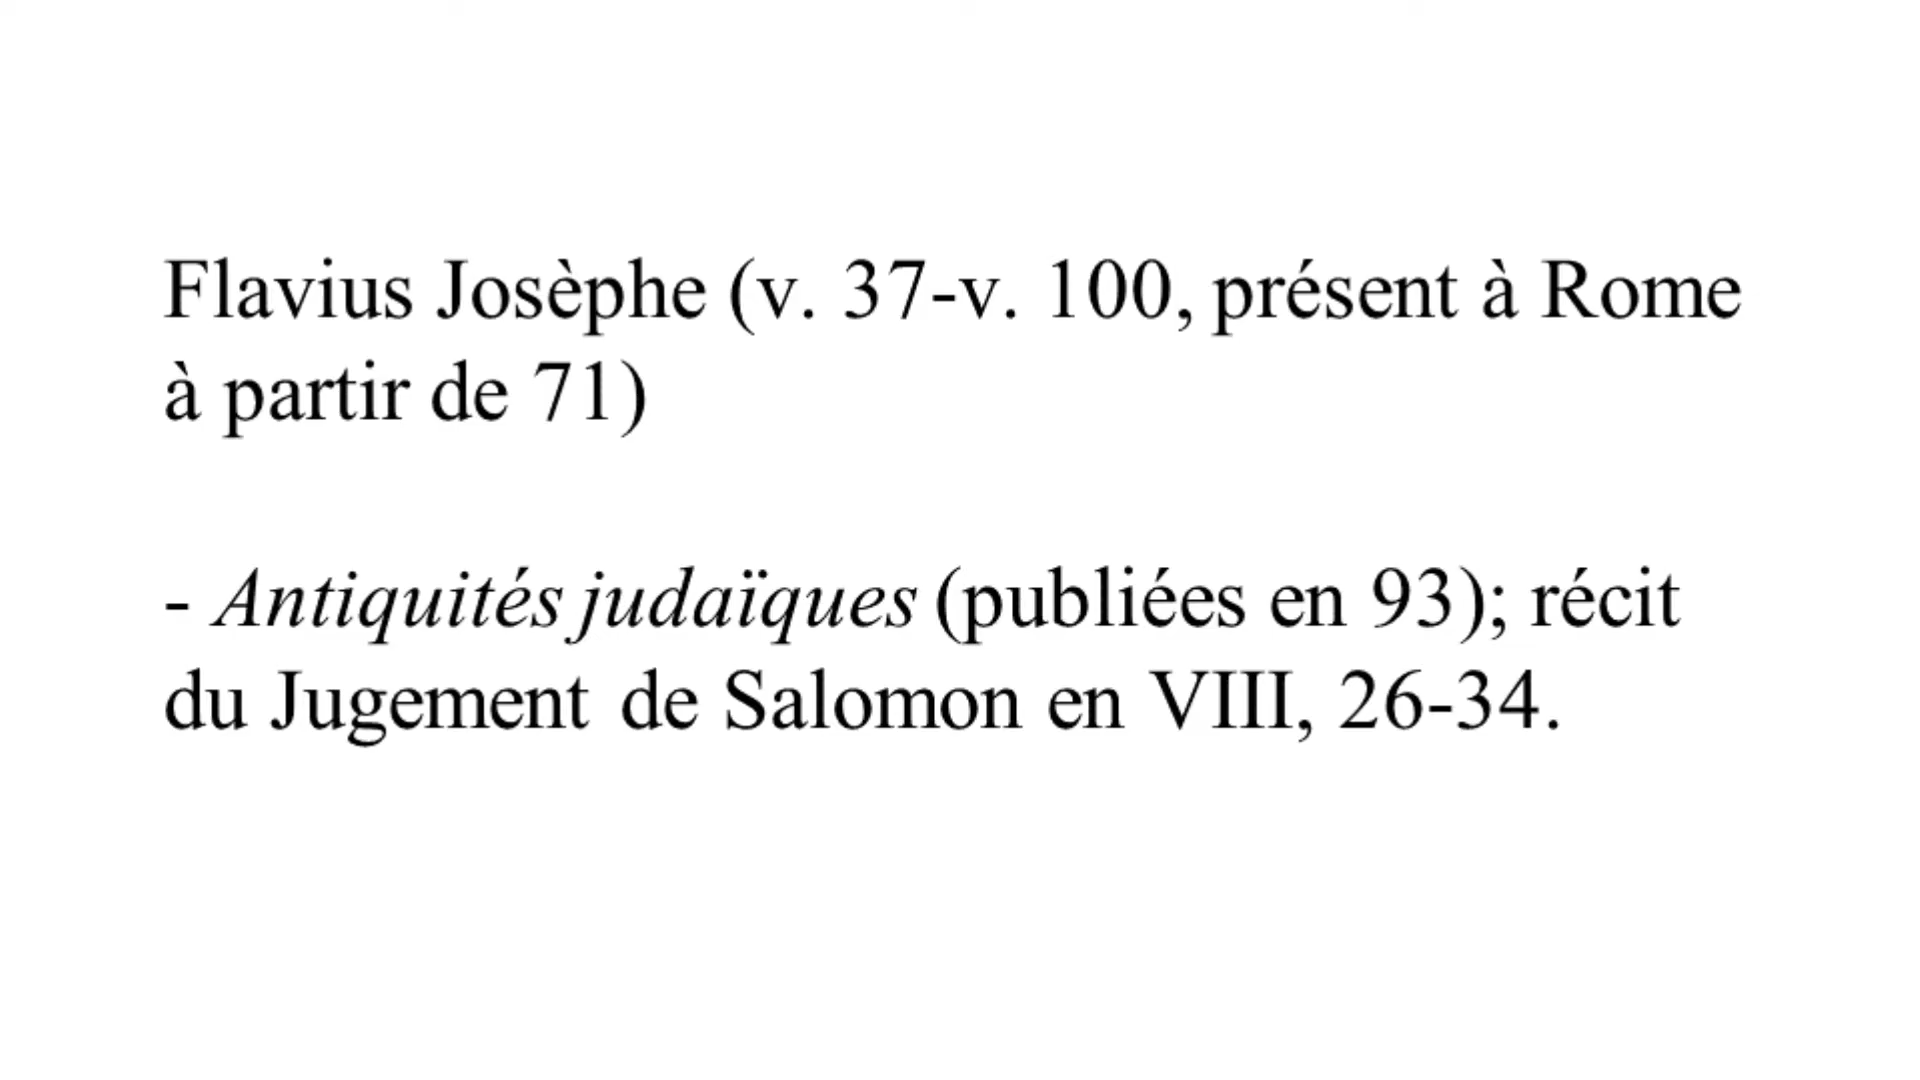 Flavius Josèphe (v. 37-v. 100, présent à Rome
à partir de 71)
- Antiquités judaïques (publiées en 93); récit
du Jugement de Salomon en VIII, 26-34.